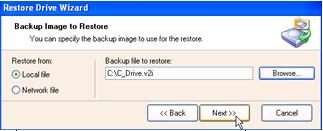 Restore Drive Wizard
Backup Image to Restore
You can specify the backup image to use for the restore.
Restore from:
Local file
Network file
Backup file to restore:
C:\C_Drive.v2i
Browse...
<< Back
Next >>
Cancel